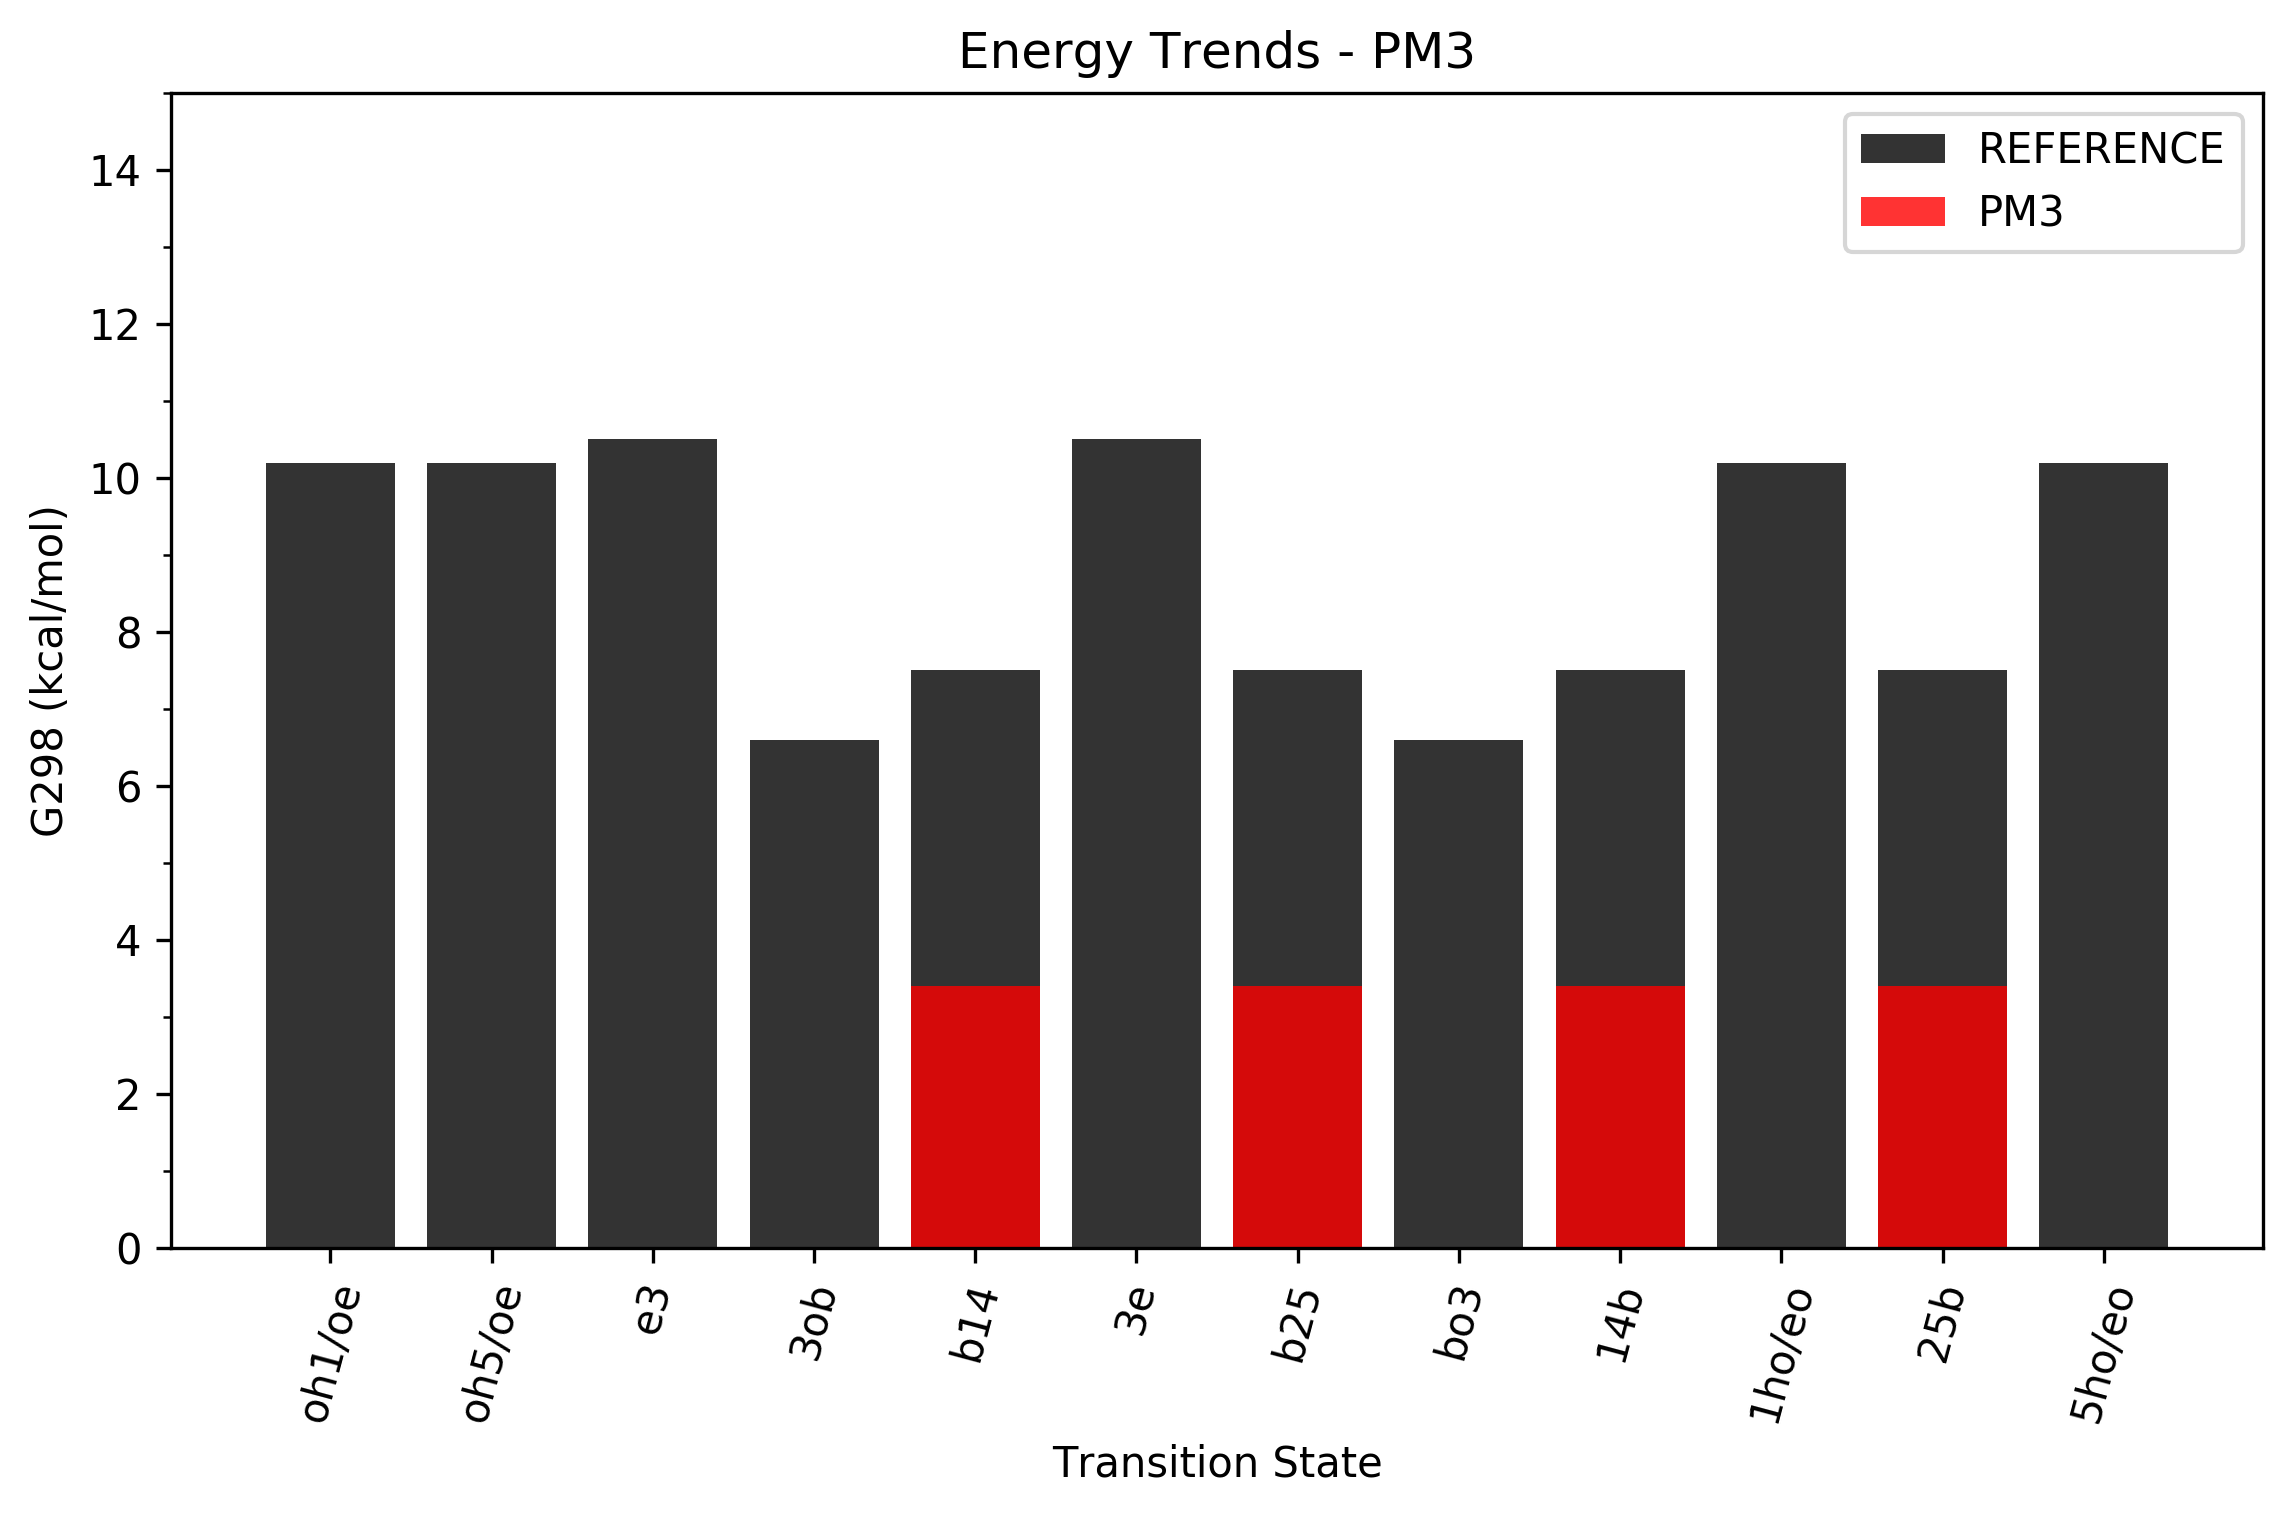 Energy Trends - PM3
REFERENCE
PM3
14
12
10
8
6
4
2
0
G298 (kcal/mol)
oh1/oe
oh5/oe
e3
3ob
b14
3e
b25
bo3
14b
1ho/eo
25b
5ho/eo
Transition State